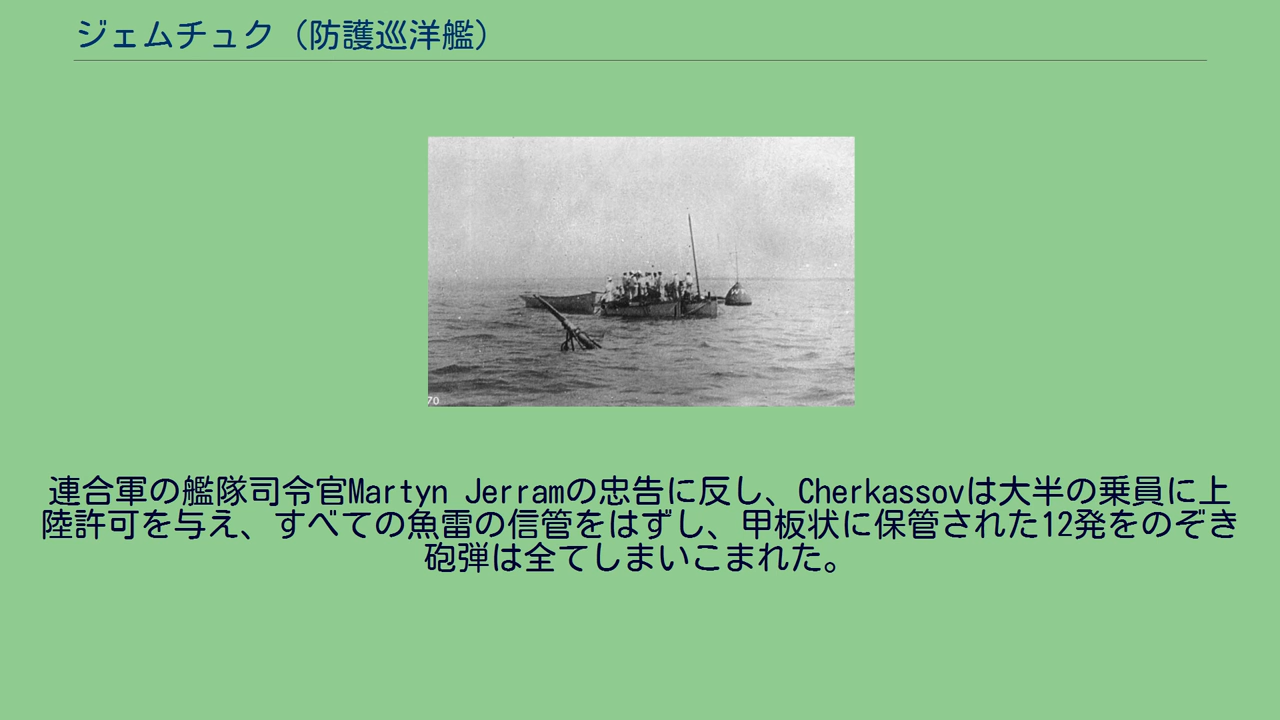 ジェムチュク（防護巡洋艦）
70
連合軍の艦隊司令官Martyn Jerramの忠告に反し、Cherkassovは大半の乗員に上
陸許可を与え、すべての魚雷の信管をはずし、甲板状に保管された12発をのぞき
砲弾は全てしまいこまれた。